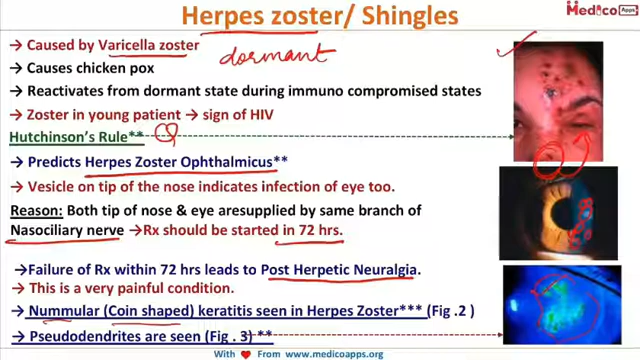 Herpes zoster/ Shingles
Medico Apps
→ Caused by Varicella zoster
dormant
→ Causes chicken pox
→ Reactivates from dormant state during immuno compromised states
→ Zoster in young patient → sign of HIV
Hutchinson's Rule**
→ Predicts Herpes Zoster Ophthalmicus**
→ Vesicle on tip of the nose indicates infection of eye too.
Reason: Both tip of nose & eye aresupplied by same branch of
Nasociliary nerve →Rx should be started in 72 hrs.
→Failure of Rx within 72 hrs leads to Post Herpetic Neuralgia.
→ This is a very painful condition.
→ Nummular (Coin shaped) keratitis seen in Herpes Zoster*** (Fig .2 )
→ Pseudodendrites are seen (Fig . 3) **
With ❤ From www.medicoapps.org